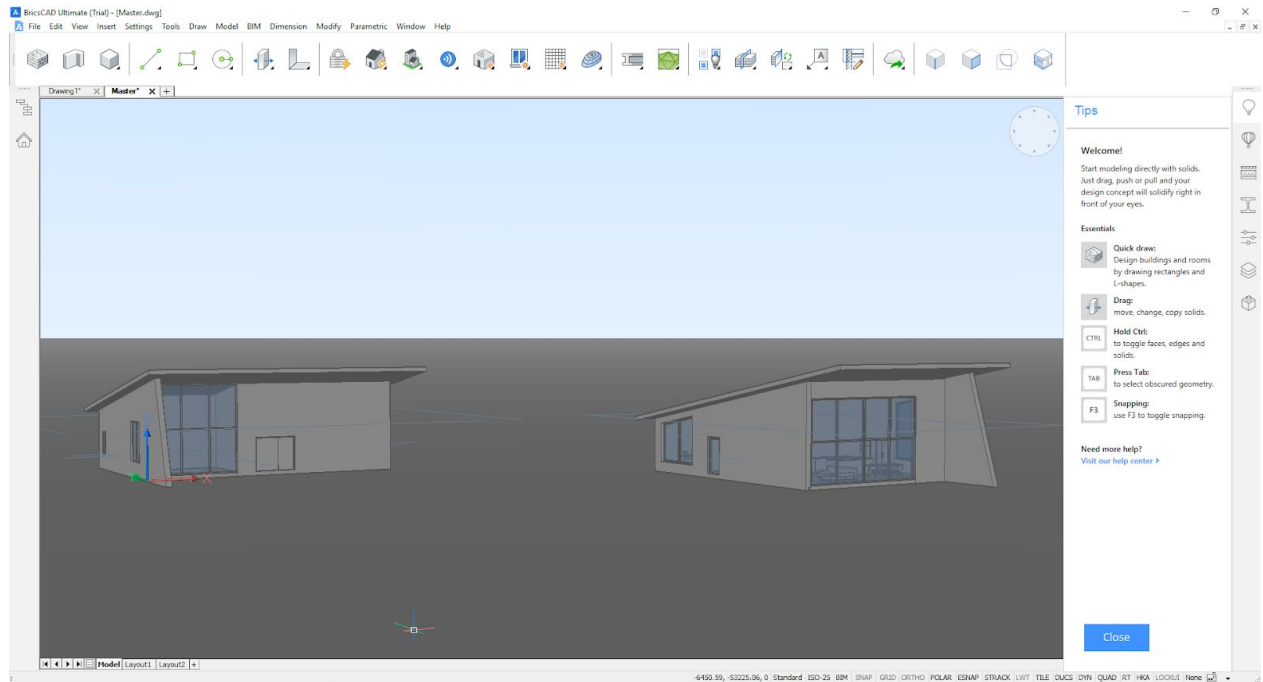 BricsCAD Ultimate (Trial) - [Master.dwg]
File Edit View Insert Settings Tools Draw Model BIM Dimension Modify Parametric Window Help
Drawing1* Master*
Tips
Welcome!
Start modeling directly with solids.
Just drag, push or pull and your
design concept will solidify right in
front of your eyes.
Essentials
Quick draw:
Design buildings and rooms
by drawing rectangles and
L-shapes.
Drag:
move, change, copy solids.
CTRL
Hold Ctrl:
to toggle faces, edges and
solids.
TAB
Press Tab:
to select obscured geometry.
F3
Snapping:
use F3 to toggle snapping.
Need more help?
Visit our help center >
Close
Z
X
Model Layout1 Layout2 +
: -6450.59, -53225.06, 0 Standard ISO-25 BIM SNAP GRID ORTHO POLAR ESNAP STRACK LWT TILE DUCS DYN QUAD RT HKA LOCKUI None